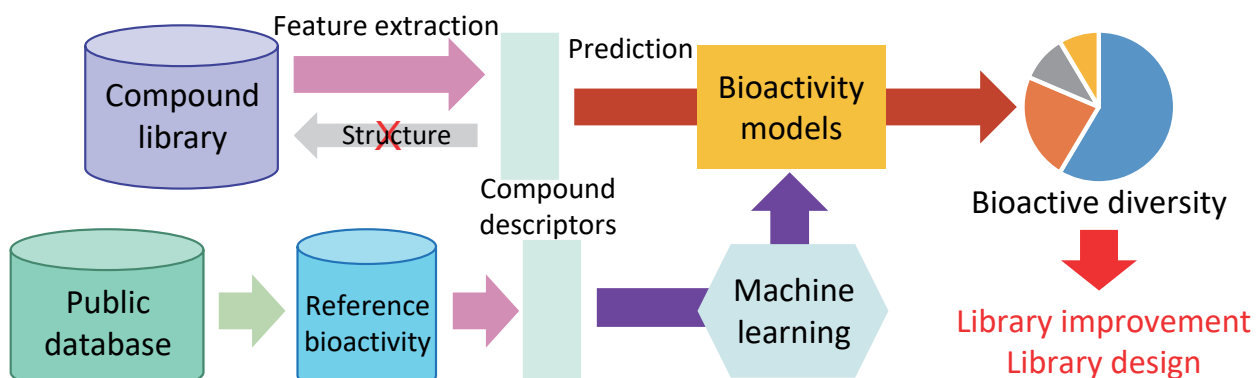 Feature extraction
Compound
library
Structure
X
Prediction
Bioactivity
models
Compound
descriptors
Bioactive diversity
Public
database
Reference
bioactivity
Machine
learning
Library improvement
Library design